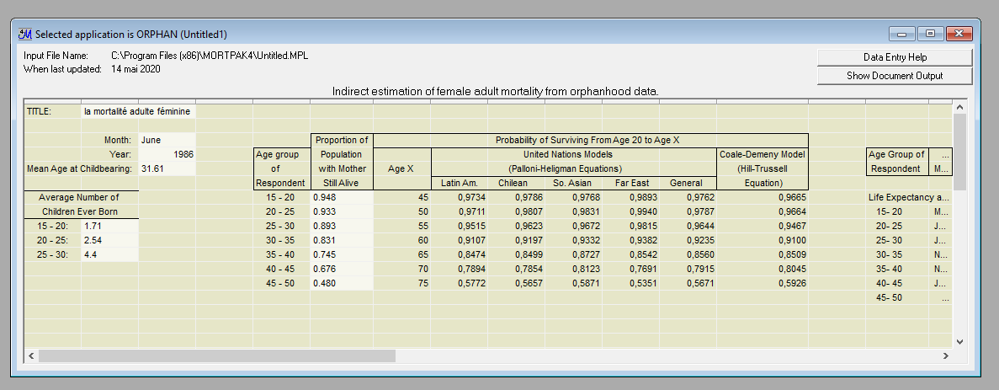 Selected application is ORPHAN (Untitled1)
Input File Name: C:\Program Files (x86)\MORTPAK4\Untitled.MPL
When last updated: 14 mai 2020
Data Entry Help
Show Document Output
Indirect estimation of female adult mortality from orphanhood data.
TITLE: la mortalité adulte féminine
Month: June Proportion of Probability of Surviving From Age 20 to Age X
Year: 1986 Age group Population United Nations Models Coale-Demeny Model Age Group of ...
Mean Age at Childbearing: 31.61 of with Mother Age X (Palloni-Heligman Equations) (Hill-Trussell Respondent M...
Respondent Still Alive Latin Am. Chilean So. Asian Far East General Equation)
Average Number of 15 - 20 0.948 45 0,9734 0,9786 0,9768 0,9893 0,9762 0,9665 Life Expectancy a...
Children Ever Born 20 - 25 0.933 50 0,9711 0,9807 0,9831 0,9940 0,9787 0,9664 15- 20 M...
15 - 20: 1.71 25 - 30 0.893 55 0,9515 0,9623 0,9672 0,9815 0,9644 0,9467 20- 25 J...
20 - 25: 2.54 30 - 35 0.831 60 0,9107 0,9197 0,9332 0,9382 0,9235 0,9100 25- 30 J...
25 - 30: 4.4 35 - 40 0.745 65 0,8474 0,8499 0,8727 0,8542 0,8560 0,8509 30- 35 N...
40 - 45 0.676 70 0,7894 0,7854 0,8123 0,7691 0,7915 0,8045 35- 40 N...
45 - 50 0.480 75 0,5772 0,5657 0,5871 0,5351 0,5671 0,5926 40- 45 J...
45- 50 ...